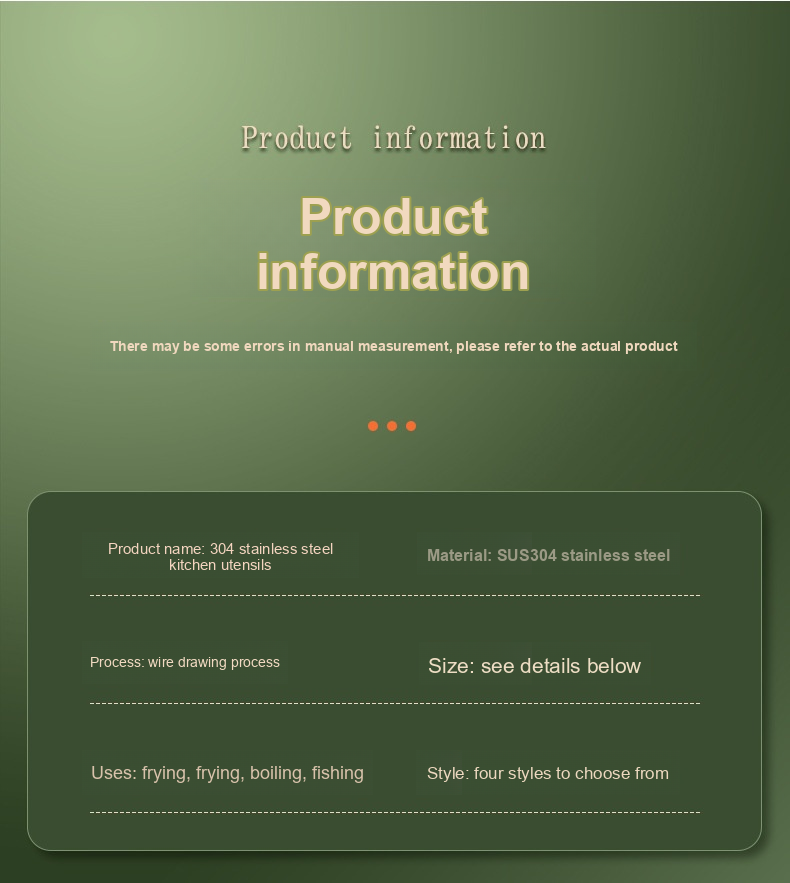 Product information
Product
information
There may be some errors in manual measurement, please refer to the actual product
Product name: 304 stainless steel
kitchen utensils
Material: SUS304 stainless steel
Process: wire drawing process
Size: see details below
Uses: frying, frying, boiling, fishing
Style: four styles to choose from